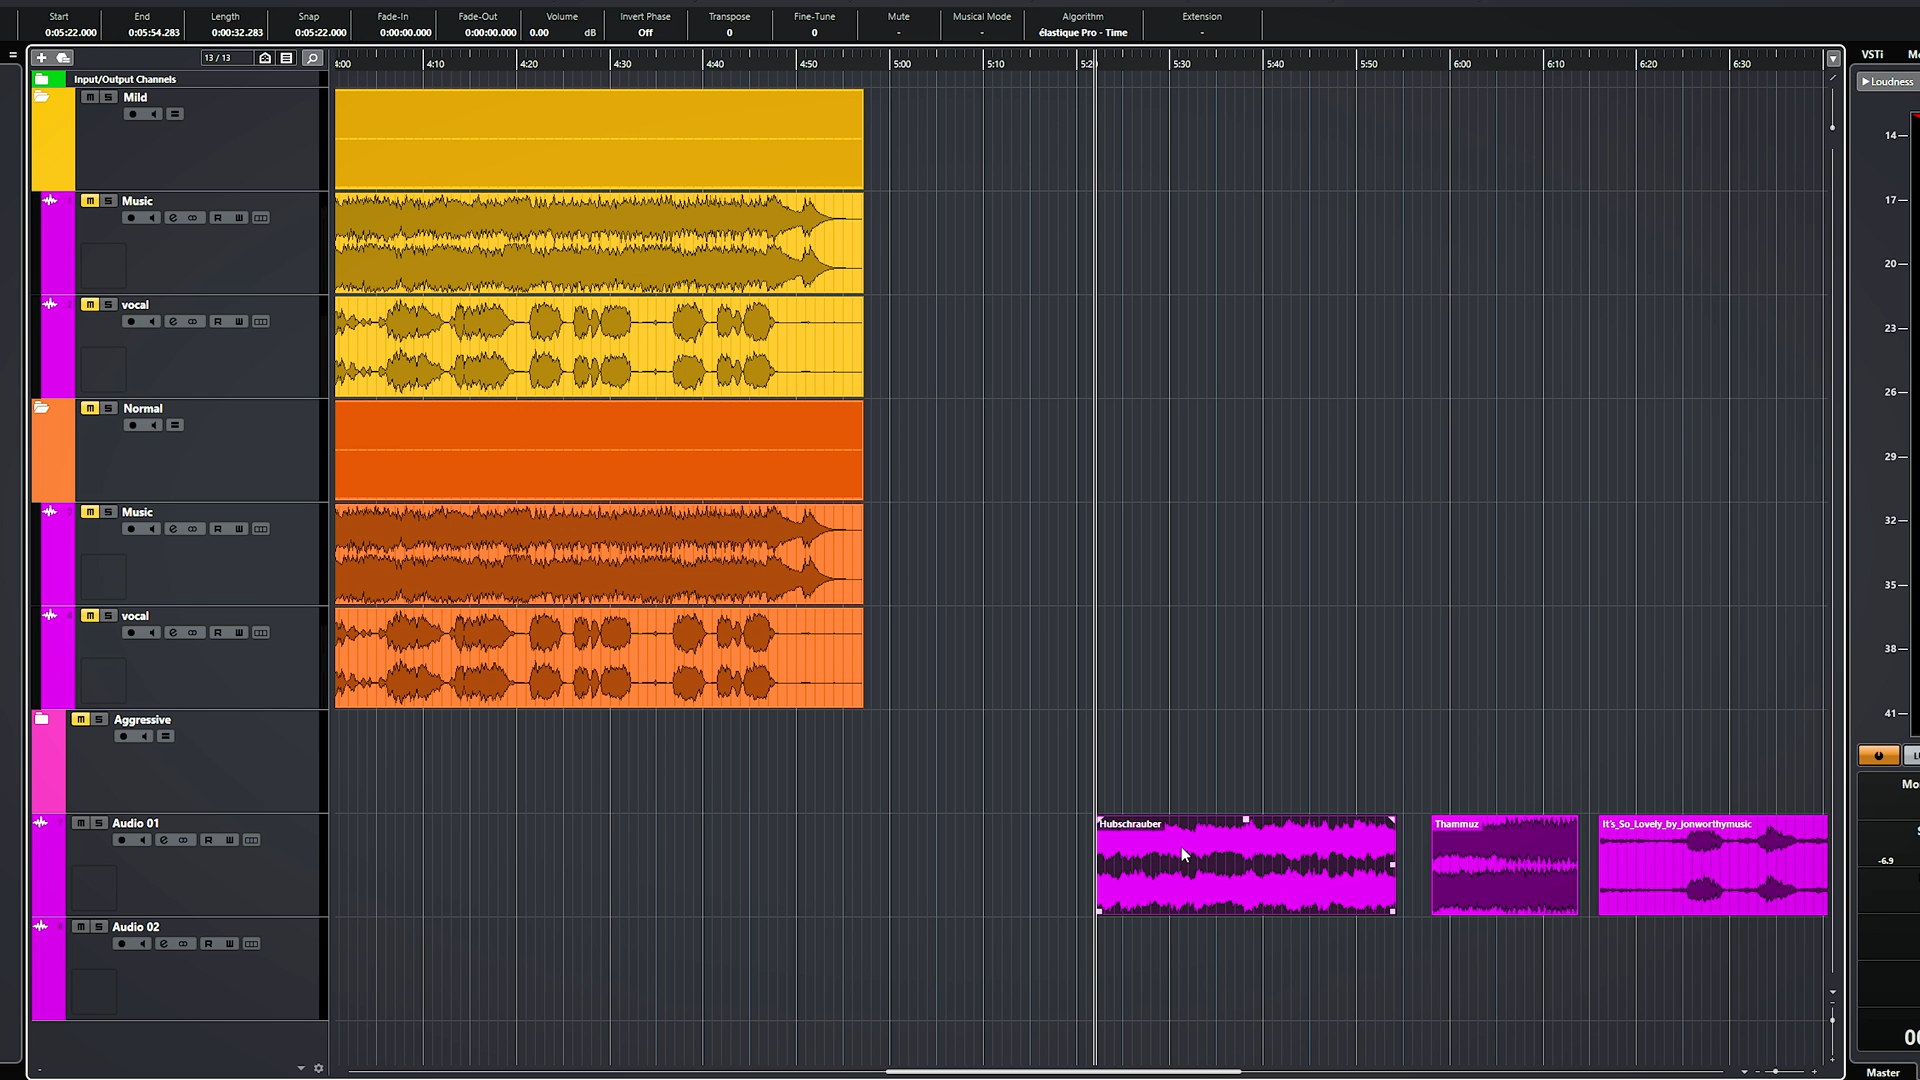 Start End Length Snap Fade-In Fade-Out Volume Invert Phase Transpose Fine-Tune Mute Musical Mode Algorithm Extension
0:05:22.000 0:05:54.283 0:00:32.283 0:05:22.000 0:00:00.000 0:00:00.000 0.00 dB Off 0 0 - - élastique Pro - Time -
VSTi
13 / 13
4:10 4:20 4:30 4:40 4:50 5:00 5:10 5:30 5:40 5:50 6:00 6:10 6:20 6:30
Input/Output Channels
Loudness
m S Mild
14
m S Music
R W
17
20
m S vocal
R W
23
26
m S Normal
29
m S Music
R W
32
35
m S vocal
R W
38
41
m S Aggressive
Mo
m S Audio 01
R W
Hubschrauber
Thammuz
It's_So_Lovely_by_jonworthymusic
-6.9
m S Audio 02
R W
Master